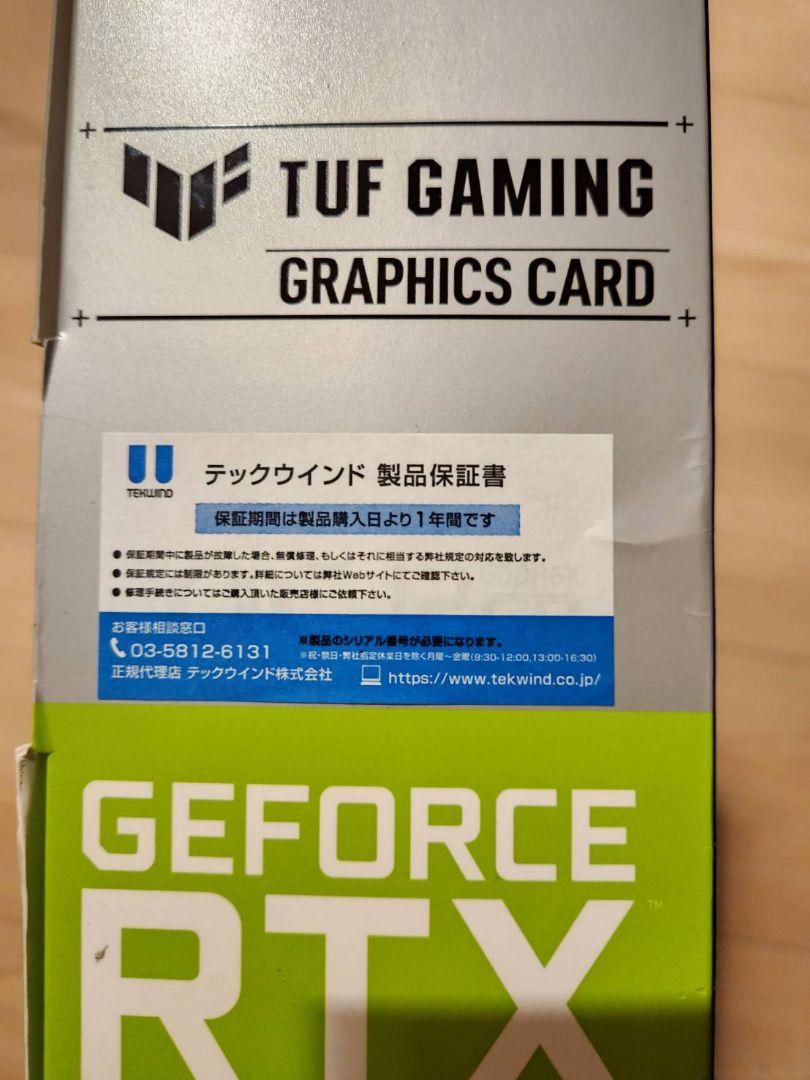 TUF GAMING
GRAPHICS CARD
TEKWIND
テックウインド 製品保証書
保証期間は製品購入日より1年間です
● 保証期間中に製品が故障した場合、無償修理、もしくはそれに相当する弊社規定の対応を致します。
● 保証規定には制限があります。詳細については弊社Webサイトにてご確認下さい。
● 修理手続きについてはご購入頂いた販売店様にご依頼下さい。
お客様相談窓口
03-5812-6131
※製品のシリアル番号が必要になります。
※祝・祭日・弊社指定休業日を除く月曜～金曜(9:30-12:00,13:00-16:30)
正規代理店 テックウインド株式会社
https://www.tekwind.co.jp/
GEFORCE
RTX™